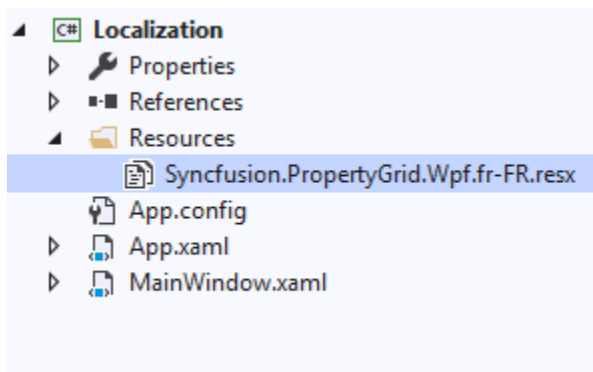 C# Localization
Properties
References
Resources
Syncfusion.PropertyGrid.Wpf.fr-FR.resx
App.config
App.xaml
MainWindow.xaml